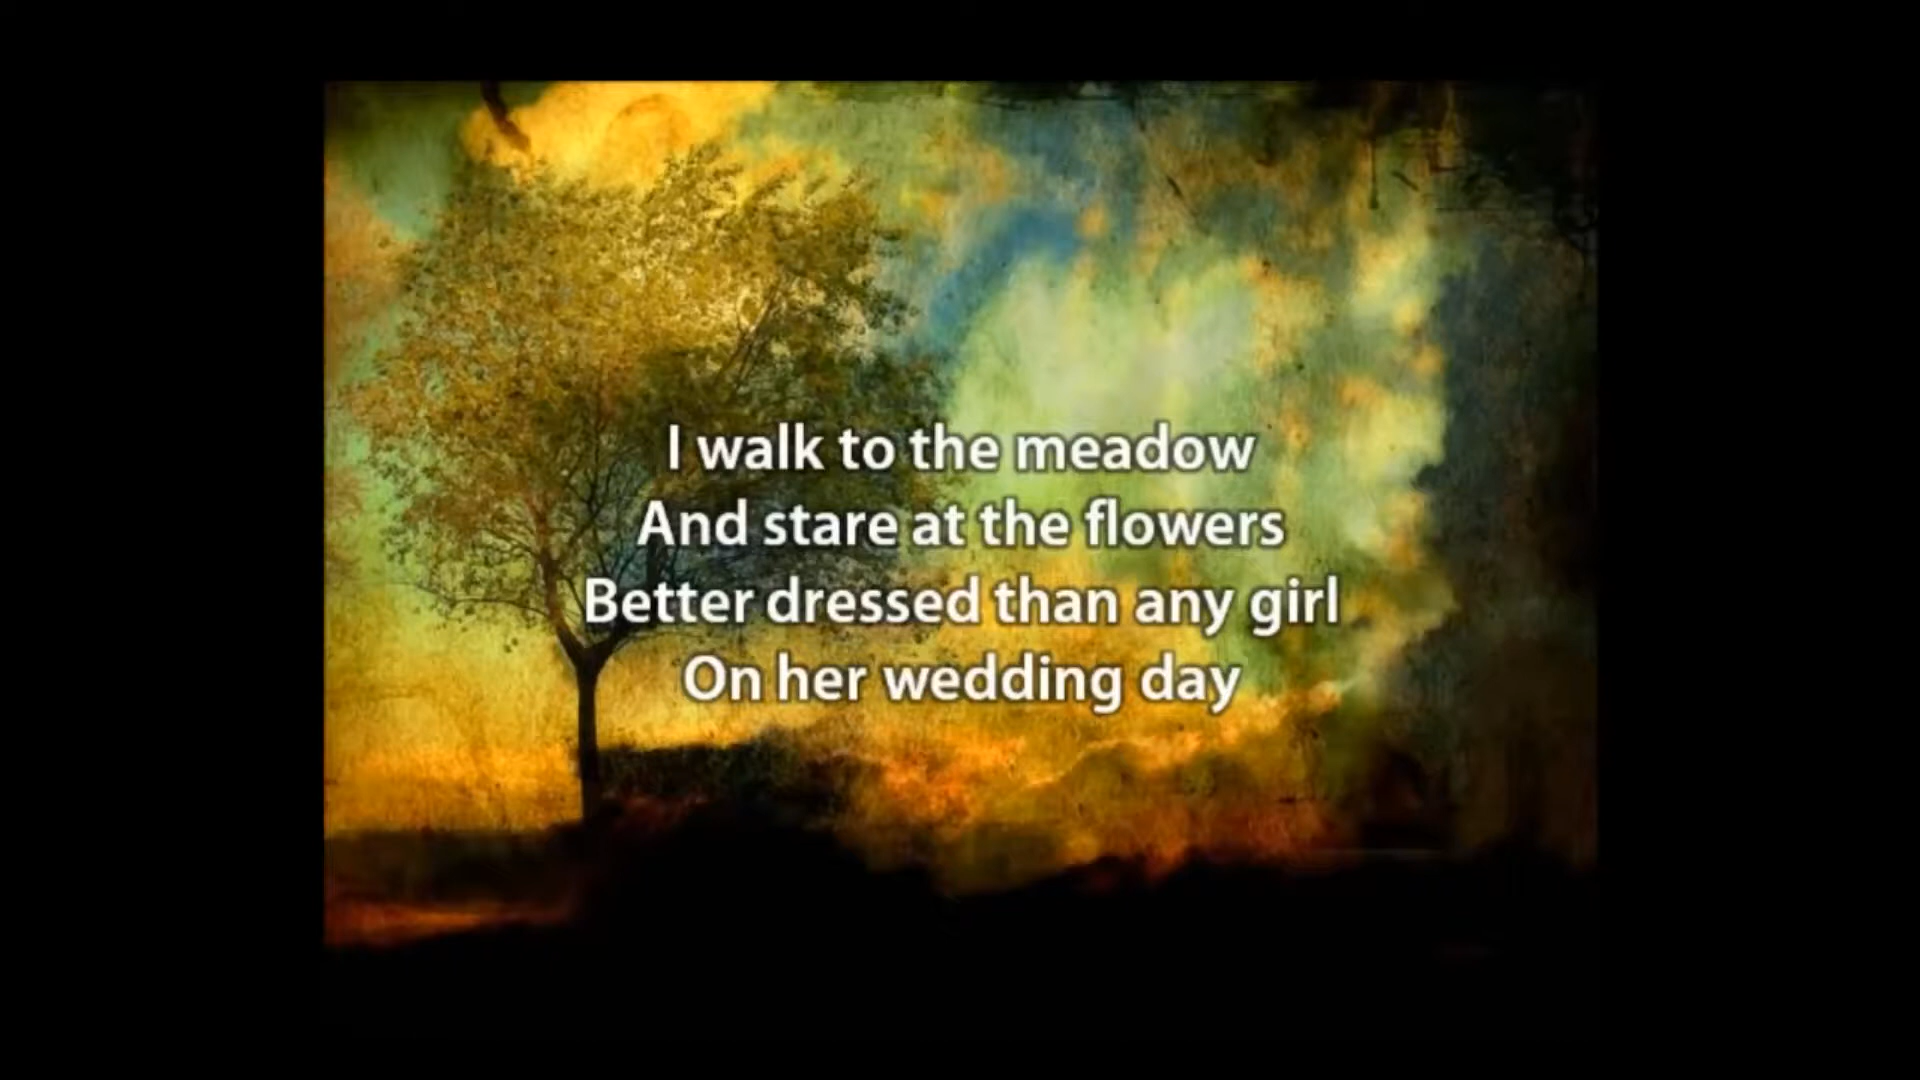 I walk to the meadow
And stare at the flowers
Better dressed than any girl
On her wedding day